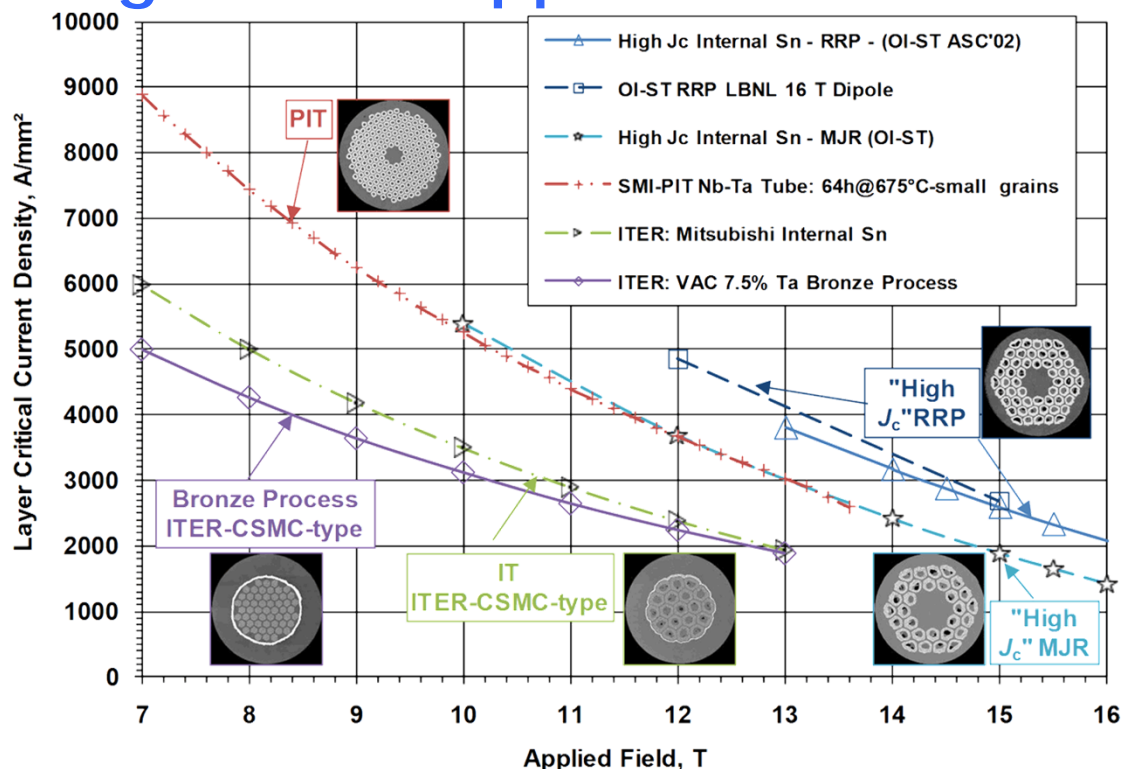 10000
9000
8000
7000
6000
5000
4000
3000
2000
1000
0
Layer Critical Current Density, A/mm²
7 8 9 10 11 12 13 14 15 16
Applied Field, T
High Jc Internal Sn - RRP - (OI-ST ASC'02)
OI-ST RRP LBNL 16 T Dipole
High Jc Internal Sn - MJR (OI-ST)
SMI-PIT Nb-Ta Tube: 64h@675°C-small grains
ITER: Mitsubishi Internal Sn
ITER: VAC 7.5% Ta Bronze Process
PIT
"High
Jc"RRP
Bronze Process
ITER-CSMC-type
IT
ITER-CSMC-type
"High
Jc" MJR